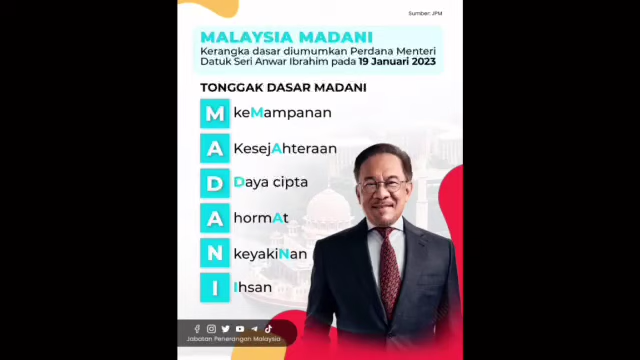 Sumber: JPM
MALAYSIA MADANI
Kerangka dasar diumumkan Perdana Menteri
Datuk Seri Anwar Ibrahim pada 19 Januari 2023
TONGGAK DASAR MADANI
M keMampanan
A KesejAhteraan
D Daya cipta
A hormAt
N keyakiNan
I Ihsan
Jabatan Penerangan Malaysia